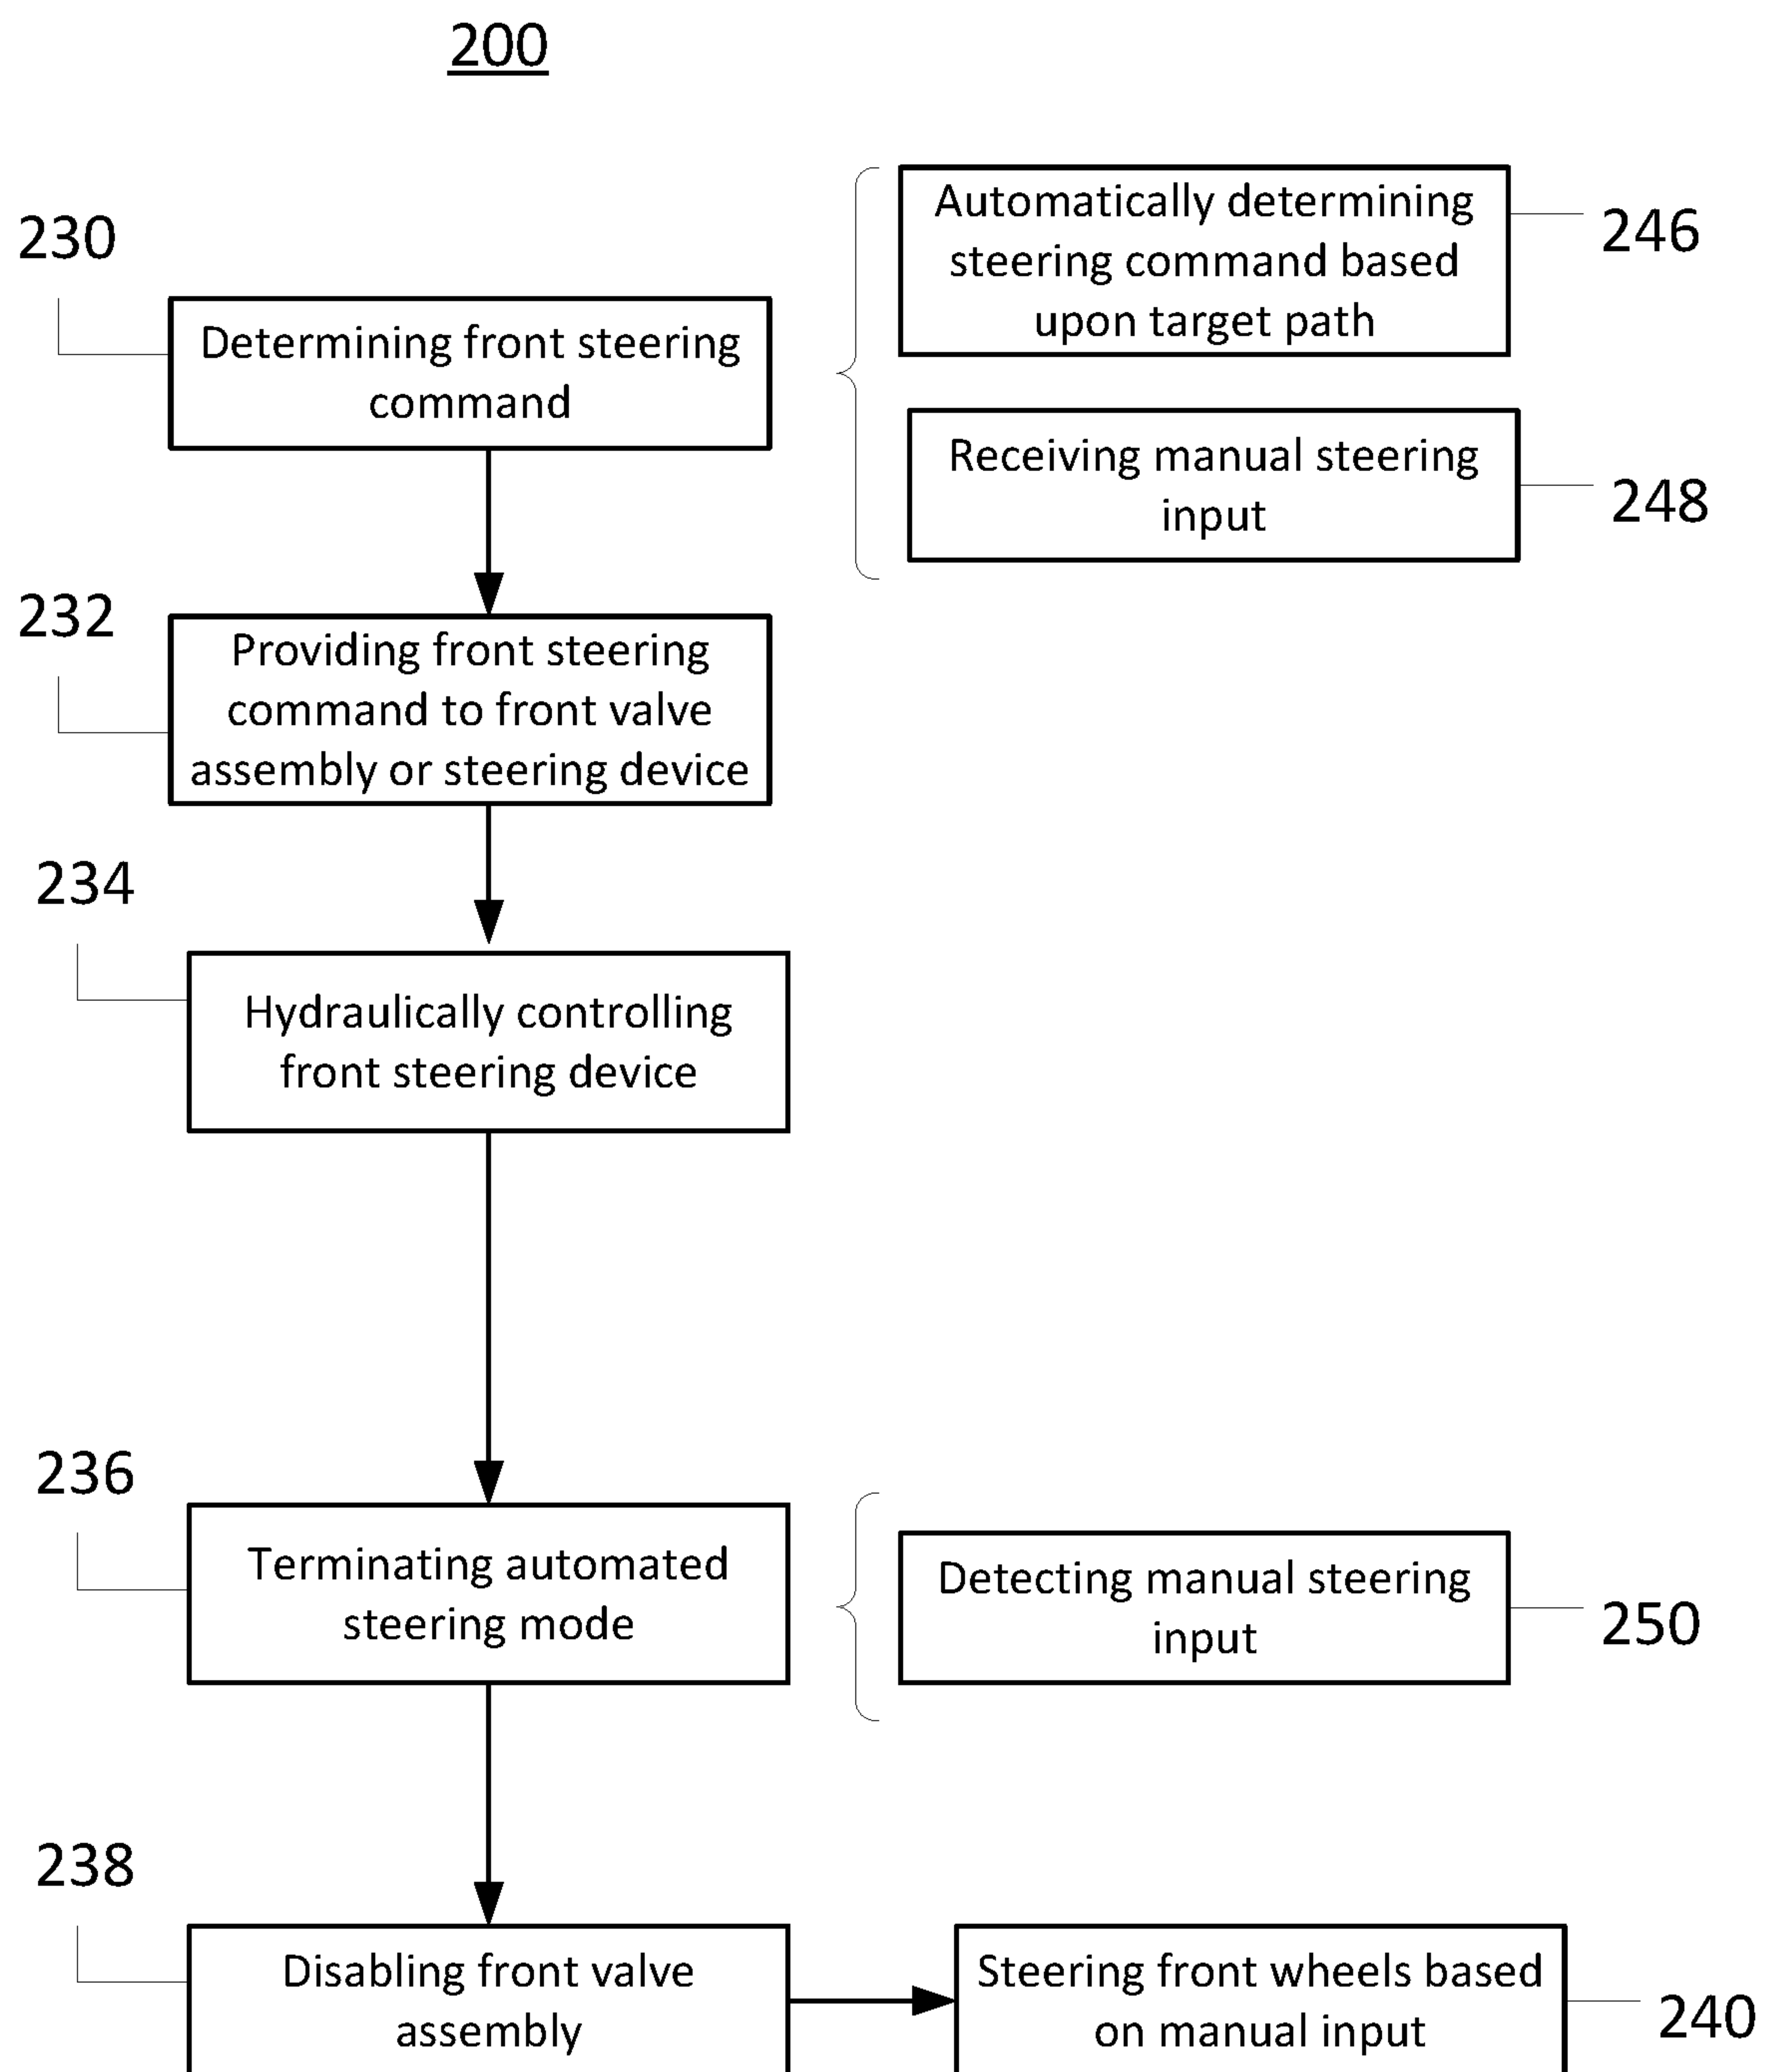 200
230
Determining front steering
command
Automatically determining
steering command based
upon target path
246
Receiving manual steering
input
248
232
Providing front steering
command to front valve
assembly or steering device
234
Hydraulically controlling
front steering device
236
Terminating automated
steering mode
Detecting manual steering
input
250
238
Disabling front valve
assembly
Steering front wheels based
on manual input
240